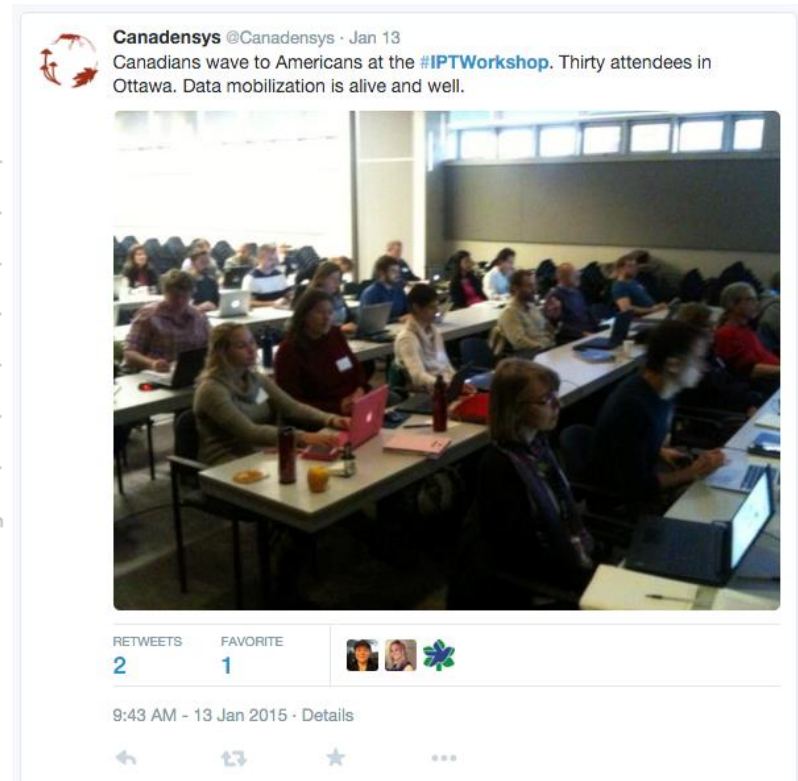 Canadensys @Canadensys · Jan 13
Canadians wave to Americans at the #IPTWorkshop. Thirty attendees in
Ottawa. Data mobilization is alive and well.
RETWEETS FAVORITE
2 1
9:43 AM - 13 Jan 2015 · Details